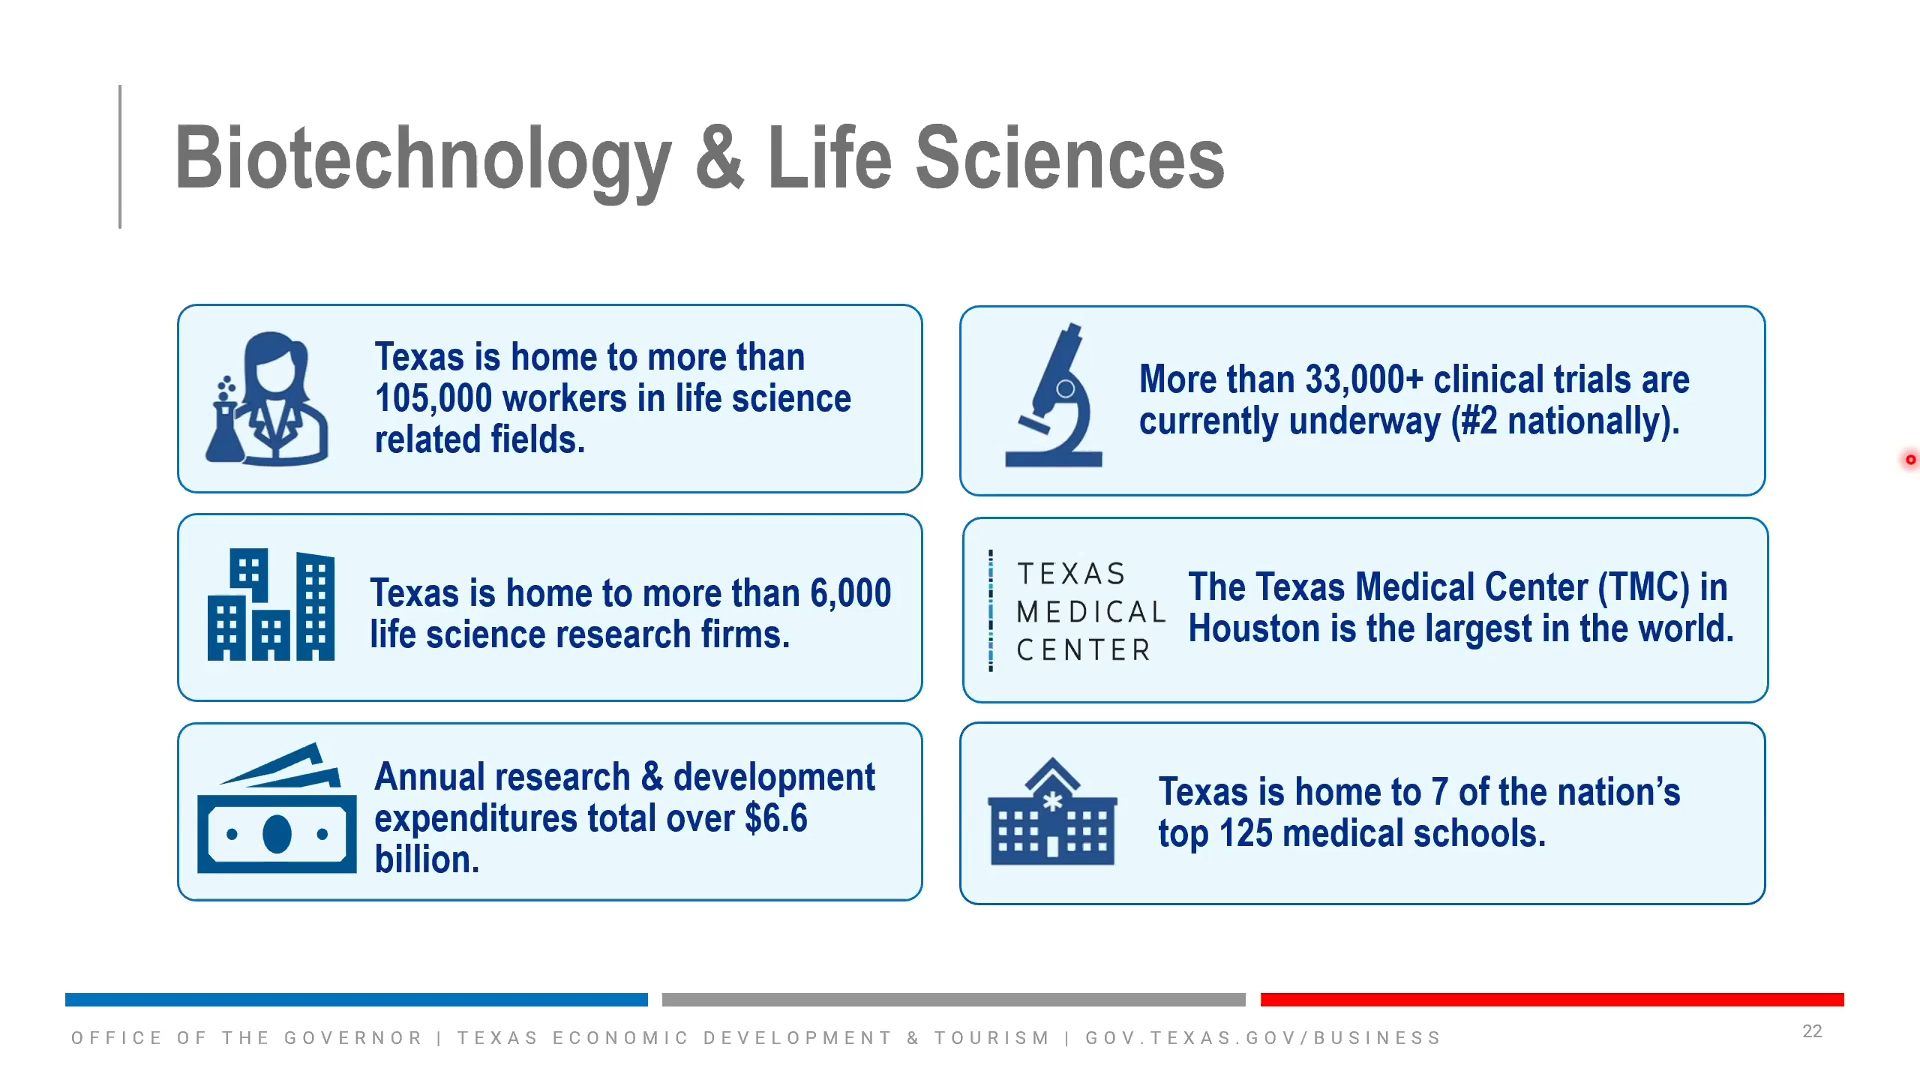 Biotechnology & Life Sciences
Texas is home to more than
105,000 workers in life science
related fields.
More than 33,000+ clinical trials are
currently underway (#2 nationally).
Texas is home to more than 6,000
life science research firms.
TEXAS
MEDICAL
CENTER
The Texas Medical Center (TMC) in
Houston is the largest in the world.
Annual research & development
expenditures total over $6.6
billion.
Texas is home to 7 of the nation’s
top 125 medical schools.
OFFICE OF THE GOVERNOR | TEXAS ECONOMIC DEVELOPMENT & TOURISM | GOV.TEXAS.GOV/BUSINESS
22